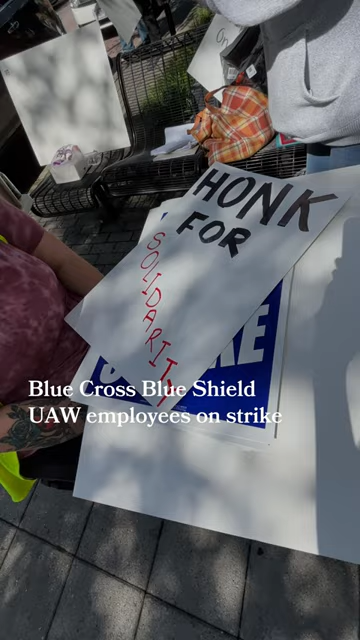 HONK
FOR
SOLIDARITY
Blue Cross Blue Shield
UAW employees on strike